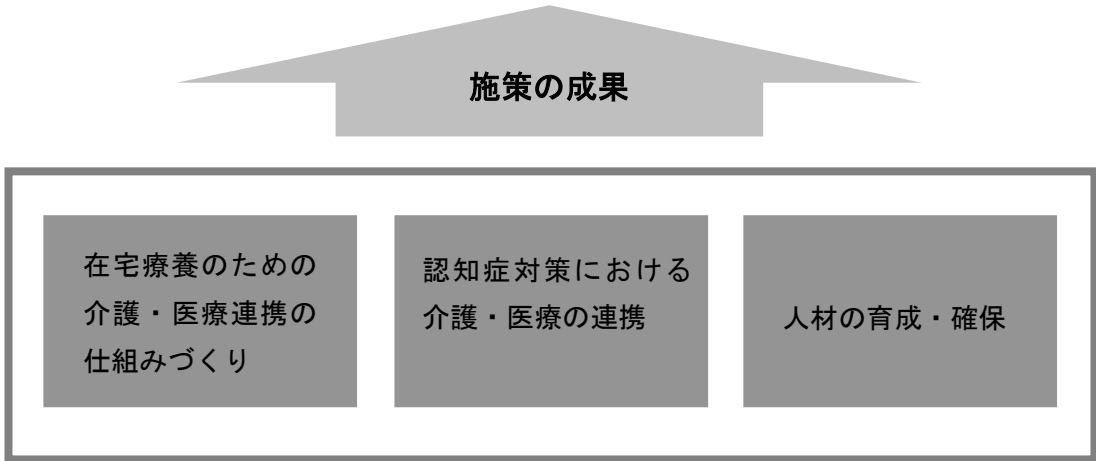 施策の成果
在宅療養のための
介護・医療連携の
仕組みづくり
認知症対策における
介護・医療の連携
人材の育成・確保